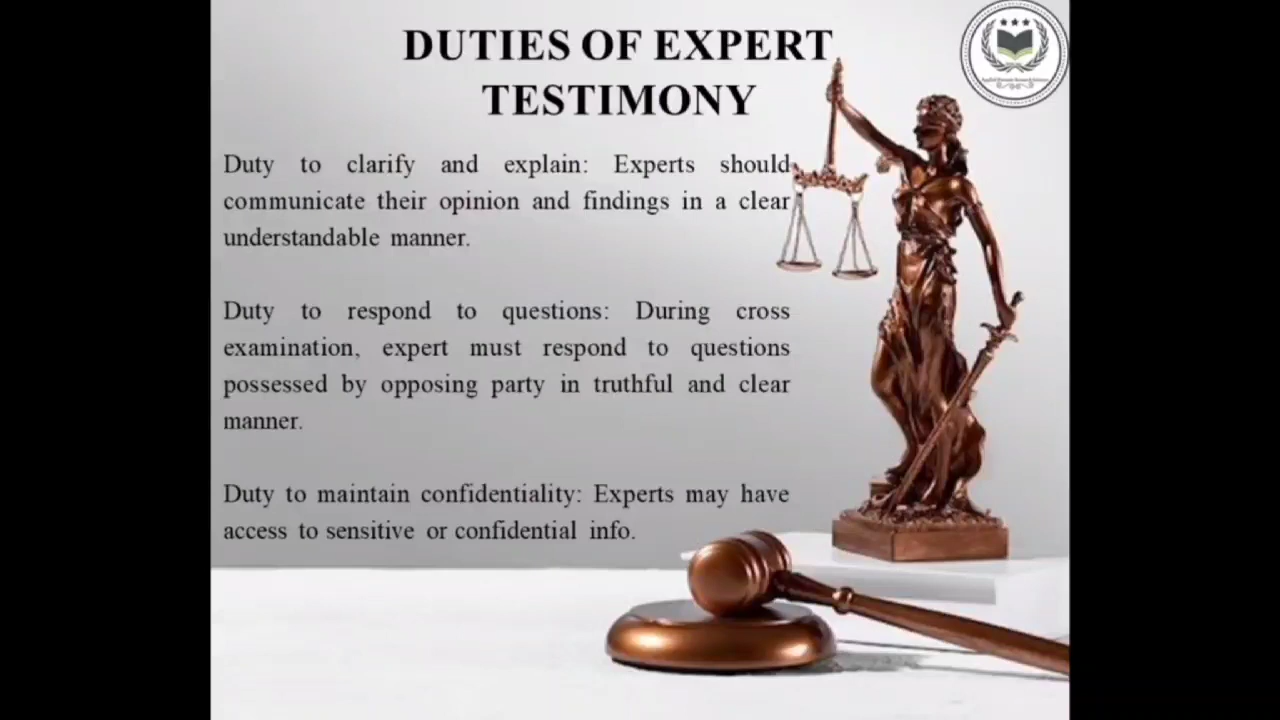 DUTIES OF EXPERT
TESTIMONY
Duty to clarify and explain: Experts should
communicate their opinion and findings in a clear
understandable manner.
Duty to respond to questions: During cross
examination, expert must respond to questions
possessed by opposing party in truthful and clear
manner.
Duty to maintain confidentiality: Experts may have
access to sensitive or confidential info.